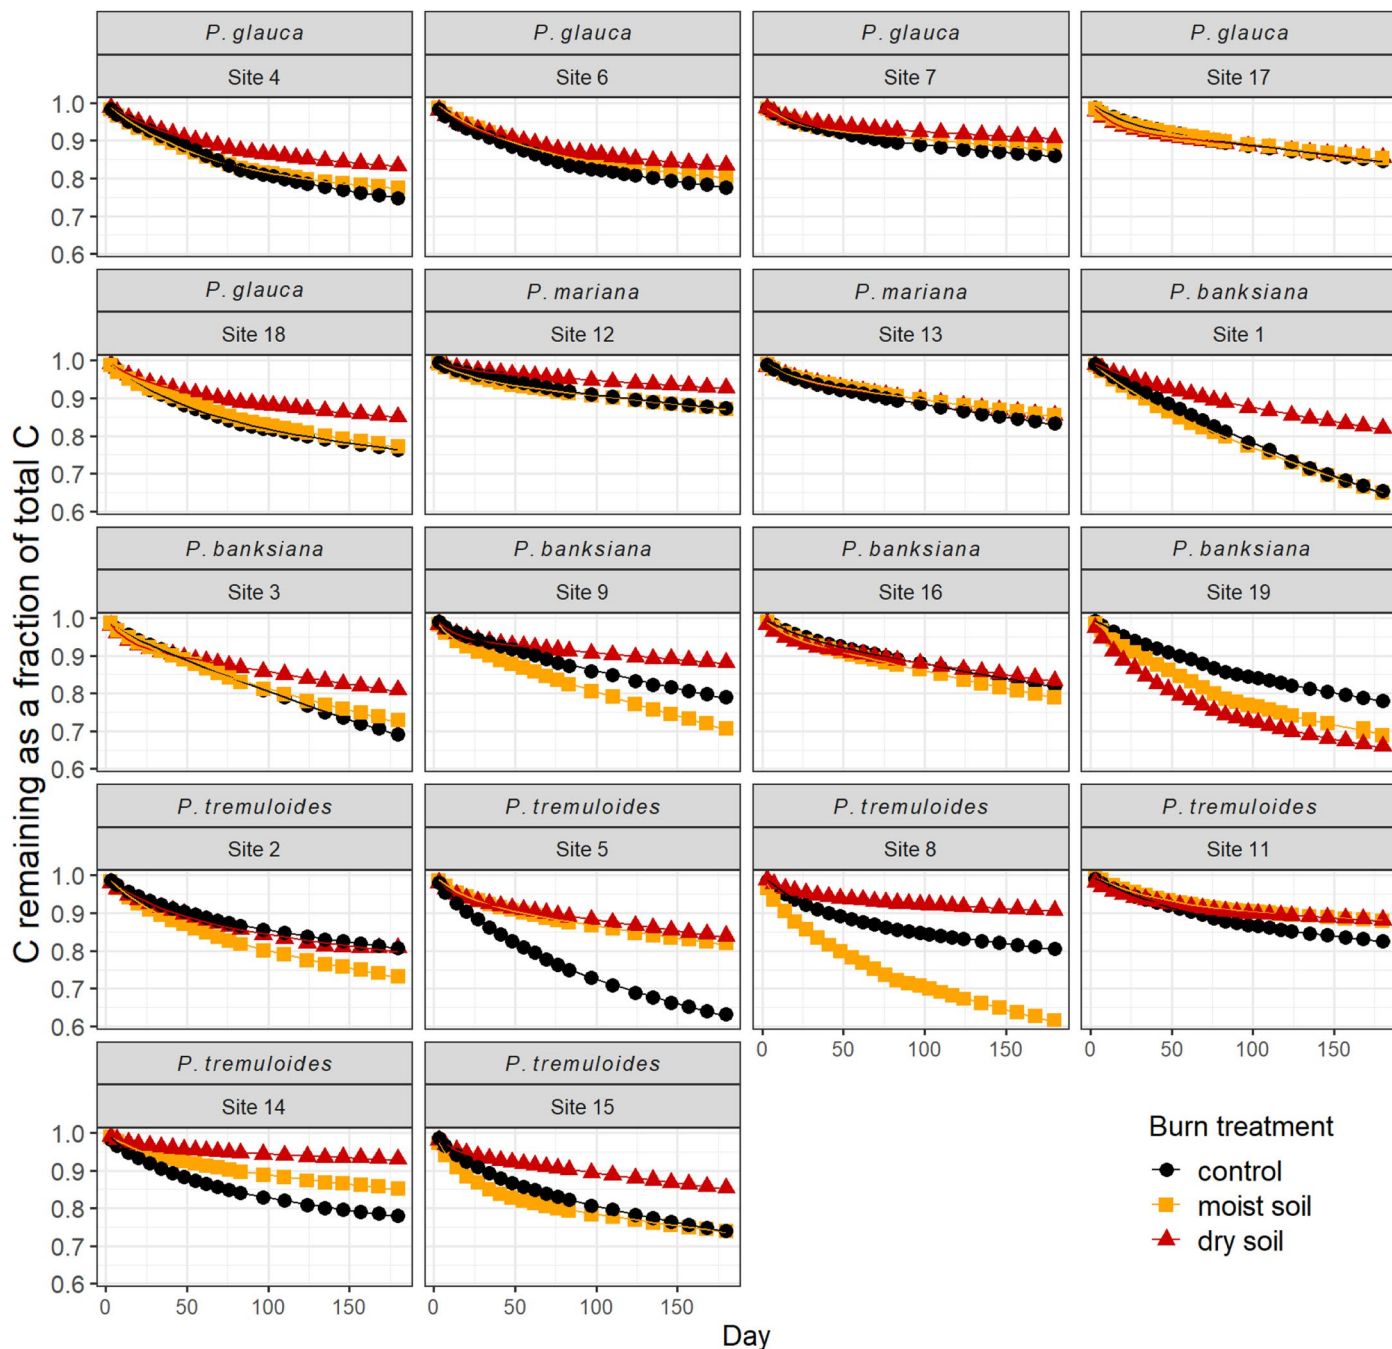 P. glauca P. glauca P. glauca P. glauca
Site 4 Site 6 Site 7 Site 17
1.0
0.9
0.8
0.7
0.6
P. glauca P. mariana P. mariana P. banksiana
Site 18 Site 12 Site 13 Site 1
1.0
0.9
0.8
0.7
0.6
P. banksiana P. banksiana P. banksiana P. banksiana
Site 3 Site 9 Site 16 Site 19
1.0
0.9
0.8
0.7
0.6
P. tremuloides P. tremuloides P. tremuloides P. tremuloides
Site 2 Site 5 Site 8 Site 11
1.0
0.9
0.8
0.7
0.6
0 50 100 150 0 50 100 150
P. tremuloides P. tremuloides
Site 14 Site 15
1.0
0.9
0.8
0.7
0.6
0 50 100 150 0 50 100 150
C remaining as a fraction of total C
Day
Burn treatment
control
moist soil
dry soil